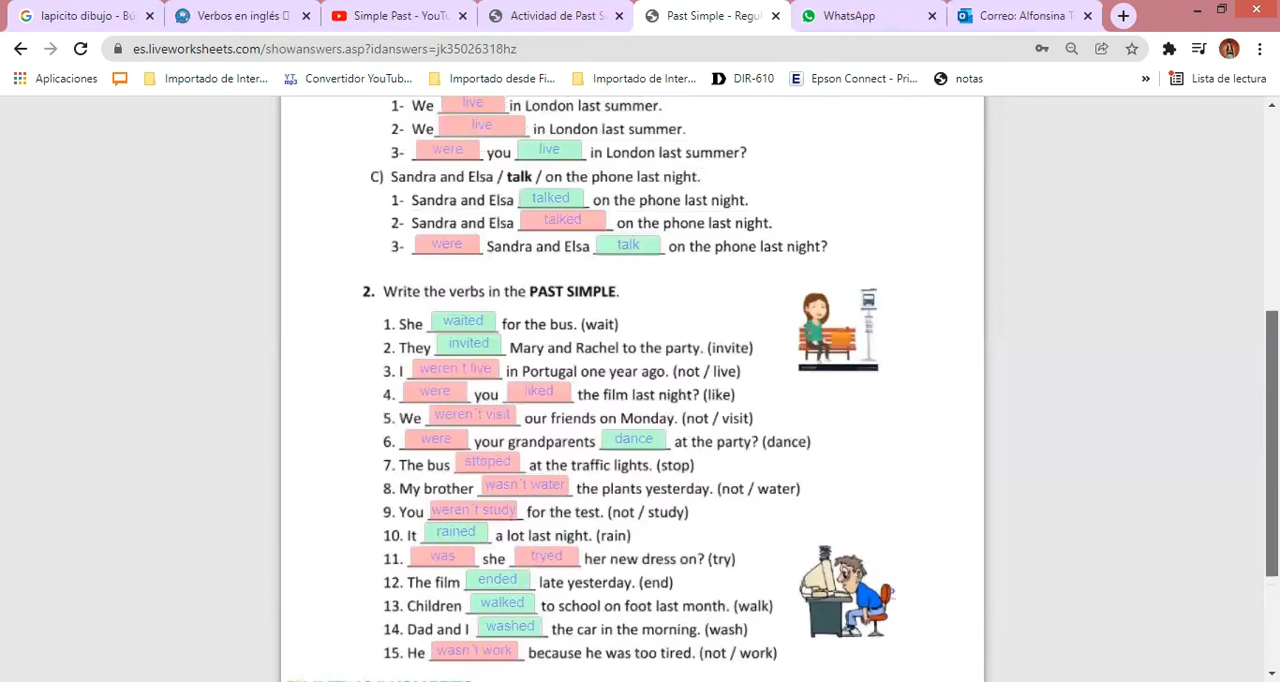 lapicito dibujo - Bú
Verbos en inglés
Simple Past - YouTu
Actividad de Past S
Past Simple - Regu
WhatsApp
Correo: Alfonsina T
es.liveworksheets.com/showanswers.asp?idanswers=jk35026318hz
Aplicaciones
Importado de Inter...
Convertidor YouTub...
Importado desde Fi...
Importado de Inter...
DIR-610
Epson Connect - Pri...
notas
»
Lista de lectura
1- We live in London last summer.
2- We live in London last summer.
3- were you live in London last summer?
C) Sandra and Elsa / talk / on the phone last night.
1- Sandra and Elsa talked on the phone last night.
2- Sandra and Elsa talked on the phone last night.
3- were Sandra and Elsa talk on the phone last night?
2. Write the verbs in the PAST SIMPLE.
1. She waited for the bus. (wait)
2. They invited Mary and Rachel to the party. (invite)
3. I weren´t live in Portugal one year ago. (not / live)
4. were you liked the film last night? (like)
5. We weren´t visit our friends on Monday. (not / visit)
6. were your grandparents dance at the party? (dance)
7. The bus sttoped at the traffic lights. (stop)
8. My brother wasn´t water the plants yesterday. (not / water)
9. You weren´t study for the test. (not / study)
10. It rained a lot last night. (rain)
11. was she tryed her new dress on? (try)
12. The film ended late yesterday. (end)
13. Children walked to school on foot last month. (walk)
14. Dad and I washed the car in the morning. (wash)
15. He wasn´t work because he was too tired. (not / work)